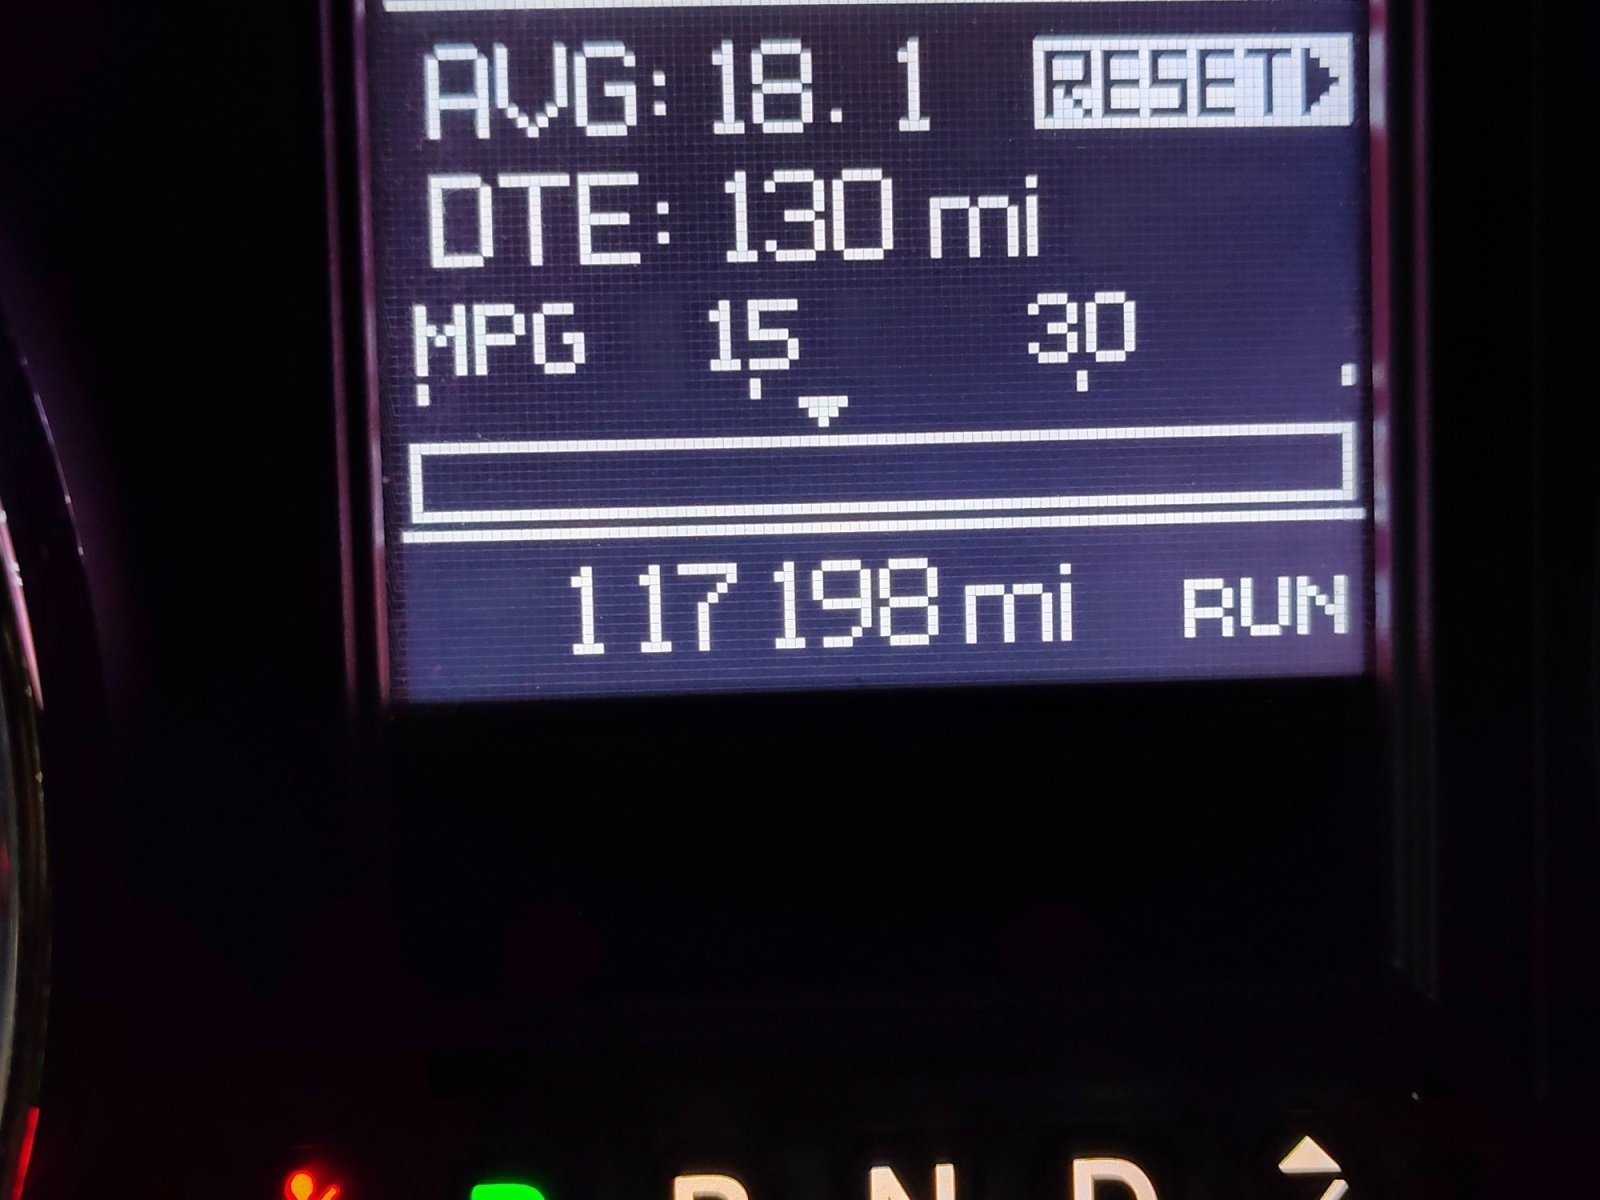 AVG: 18.1 RESET
DTE: 130 mi
MPG 15 30
117198 mi RUN
P R N D